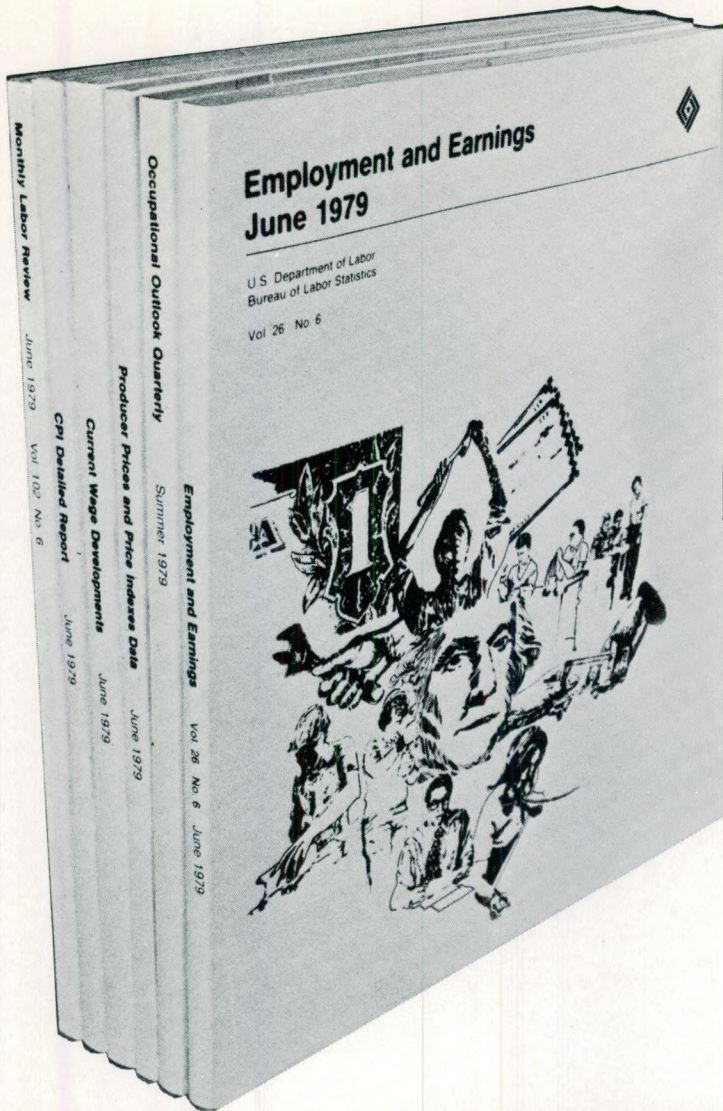 Monthly Labor Review June 1979 Vol. 102 No. 6
CPI Detailed Report June 1979
Current Wage Developments June 1979
Producer Prices and Price Indexes Data June 1979
Occupational Outlook Quarterly Summer 1979
Employment and Earnings Vol. 26 No. 6 June 1979
Employment and Earnings
June 1979
U.S. Department of Labor
Bureau of Labor Statistics
Vol. 26 No. 6